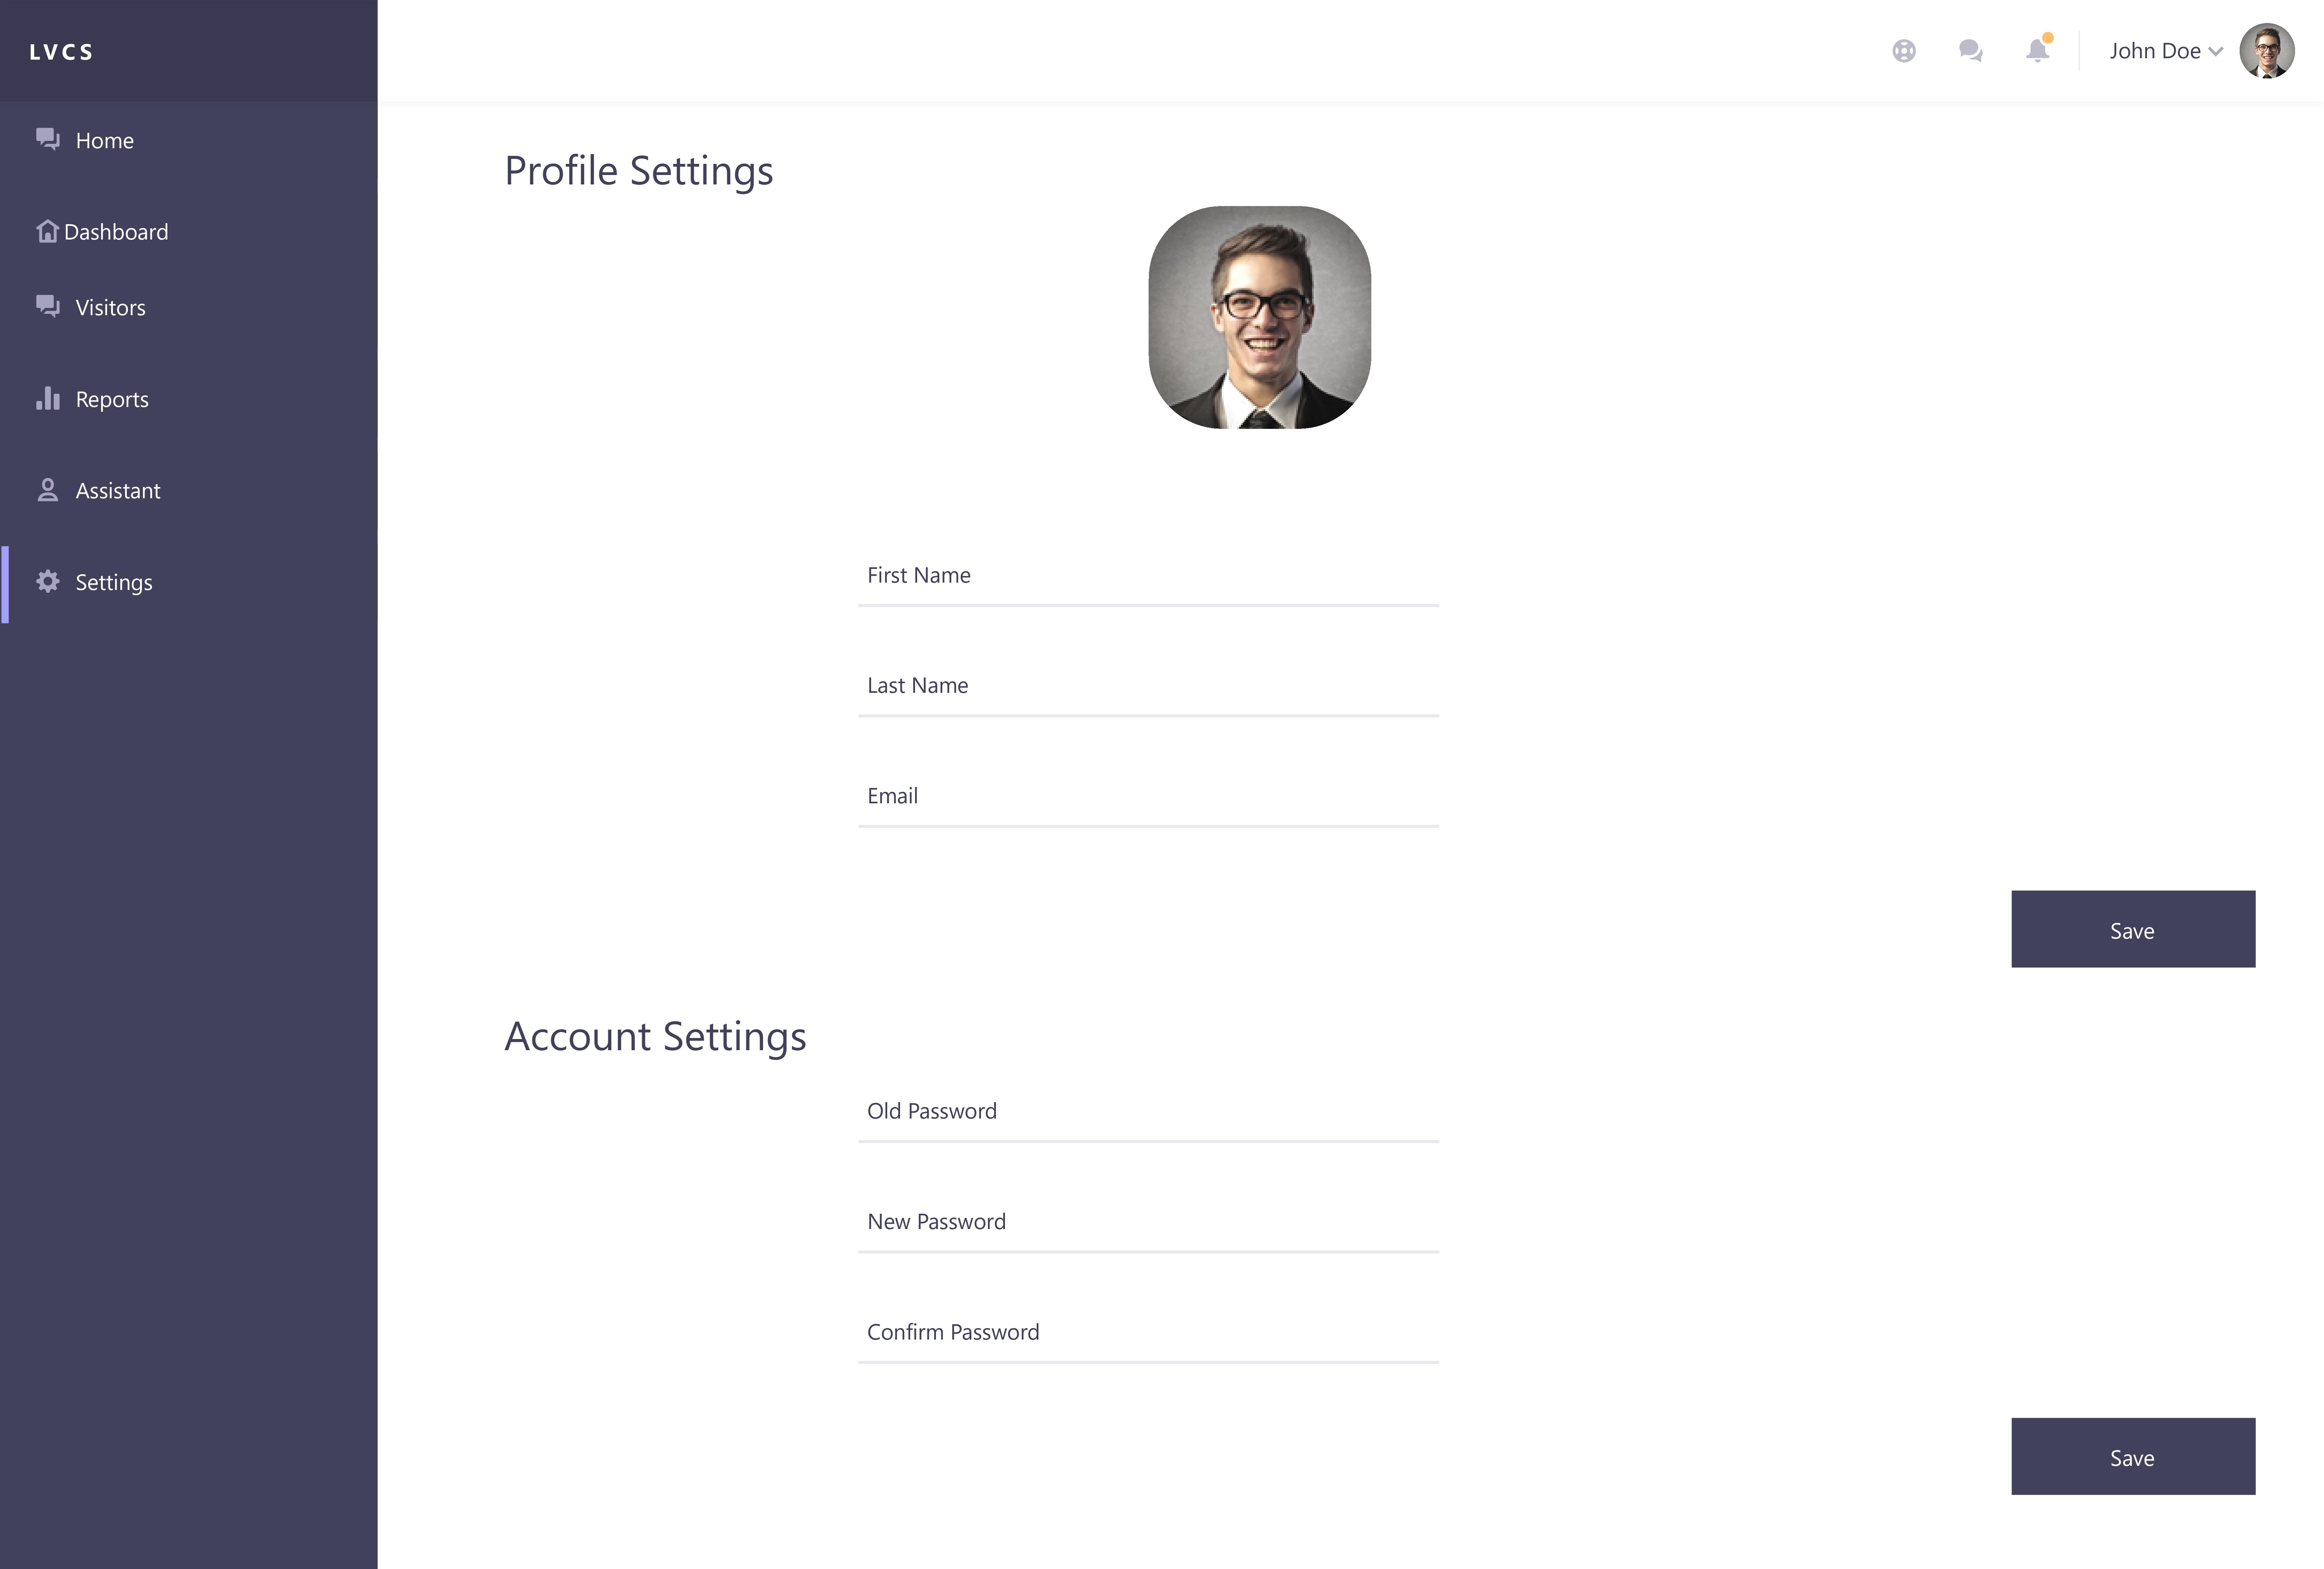 LVCS
John Doe
Home
Dashboard
Visitors
Reports
Assistant
Settings
Profile Settings
First Name
Last Name
Email
Save
Account Settings
Old Password
New Password
Confirm Password
Save